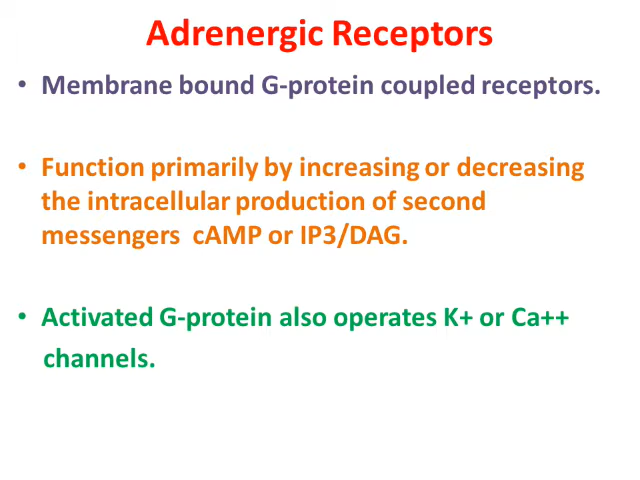 Adrenergic Receptors
• Membrane bound G-protein coupled receptors.
• Function primarily by increasing or decreasing
the intracellular production of second
messengers cAMP or IP3/DAG.
• Activated G-protein also operates K+ or Ca++
channels.